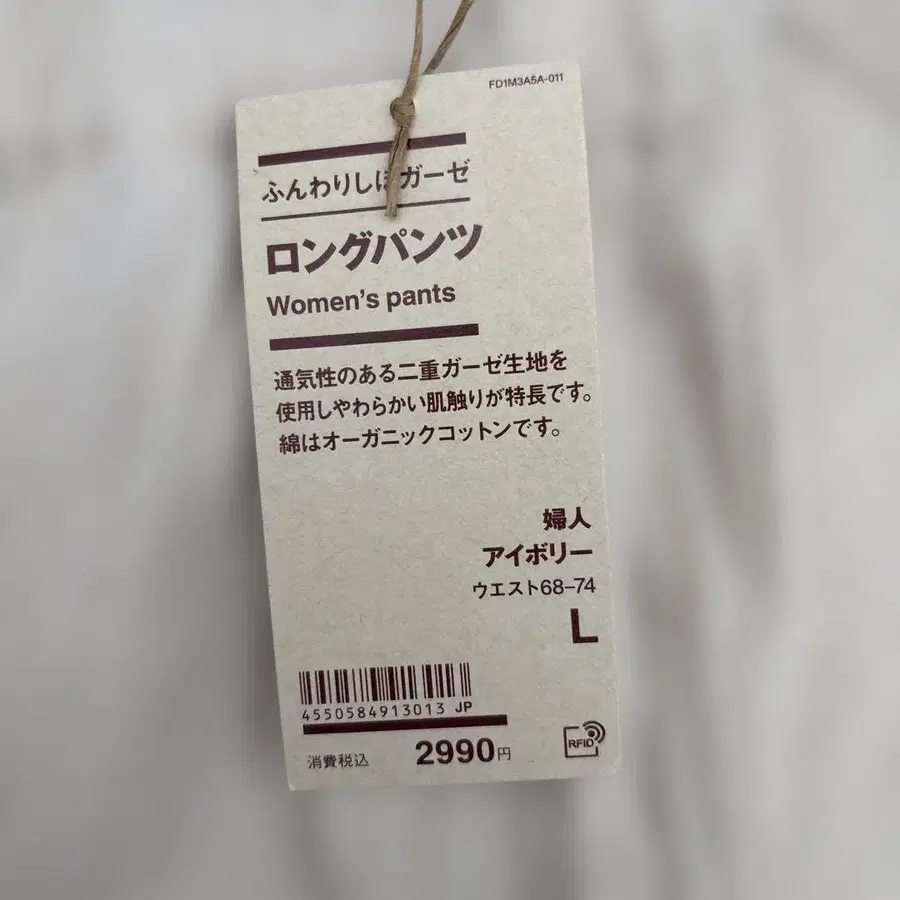 FD1M3A5A-011
ふんわりしぼガーゼ
ロングパンツ
Women's pants
通気性のある二重ガーゼ生地を
使用しやわらかい肌触りが特長です。
綿はオーガニックコットンです。
婦人
アイボリー
ウエスト68–74
L
4550584913013 JP
消費税込 2990円
RFID